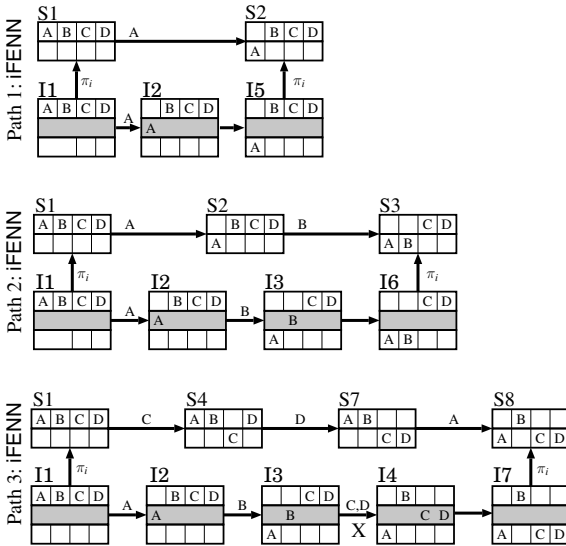 Path 1: iFENN
S1 S2
A B C D A B C D
A
π_i π_i
I1 I2 I5
A B C D A B C D B C D
A
A
Path 2: iFENN
S1 S2 S3
A B C D A B C D B C D
A A B
π_i π_i
I1 I2 I3 I6
A B C D B C D C D C D
A A B B
A A B
Path 3: iFENN
S1 S4 S7 S8
A B C D C A B D D A B A B
C C D A C D
π_i π_i
I1 I2 I3 I4 I7
A B C D B C D C D B B
A A B B C,D C D
X
A A A C D